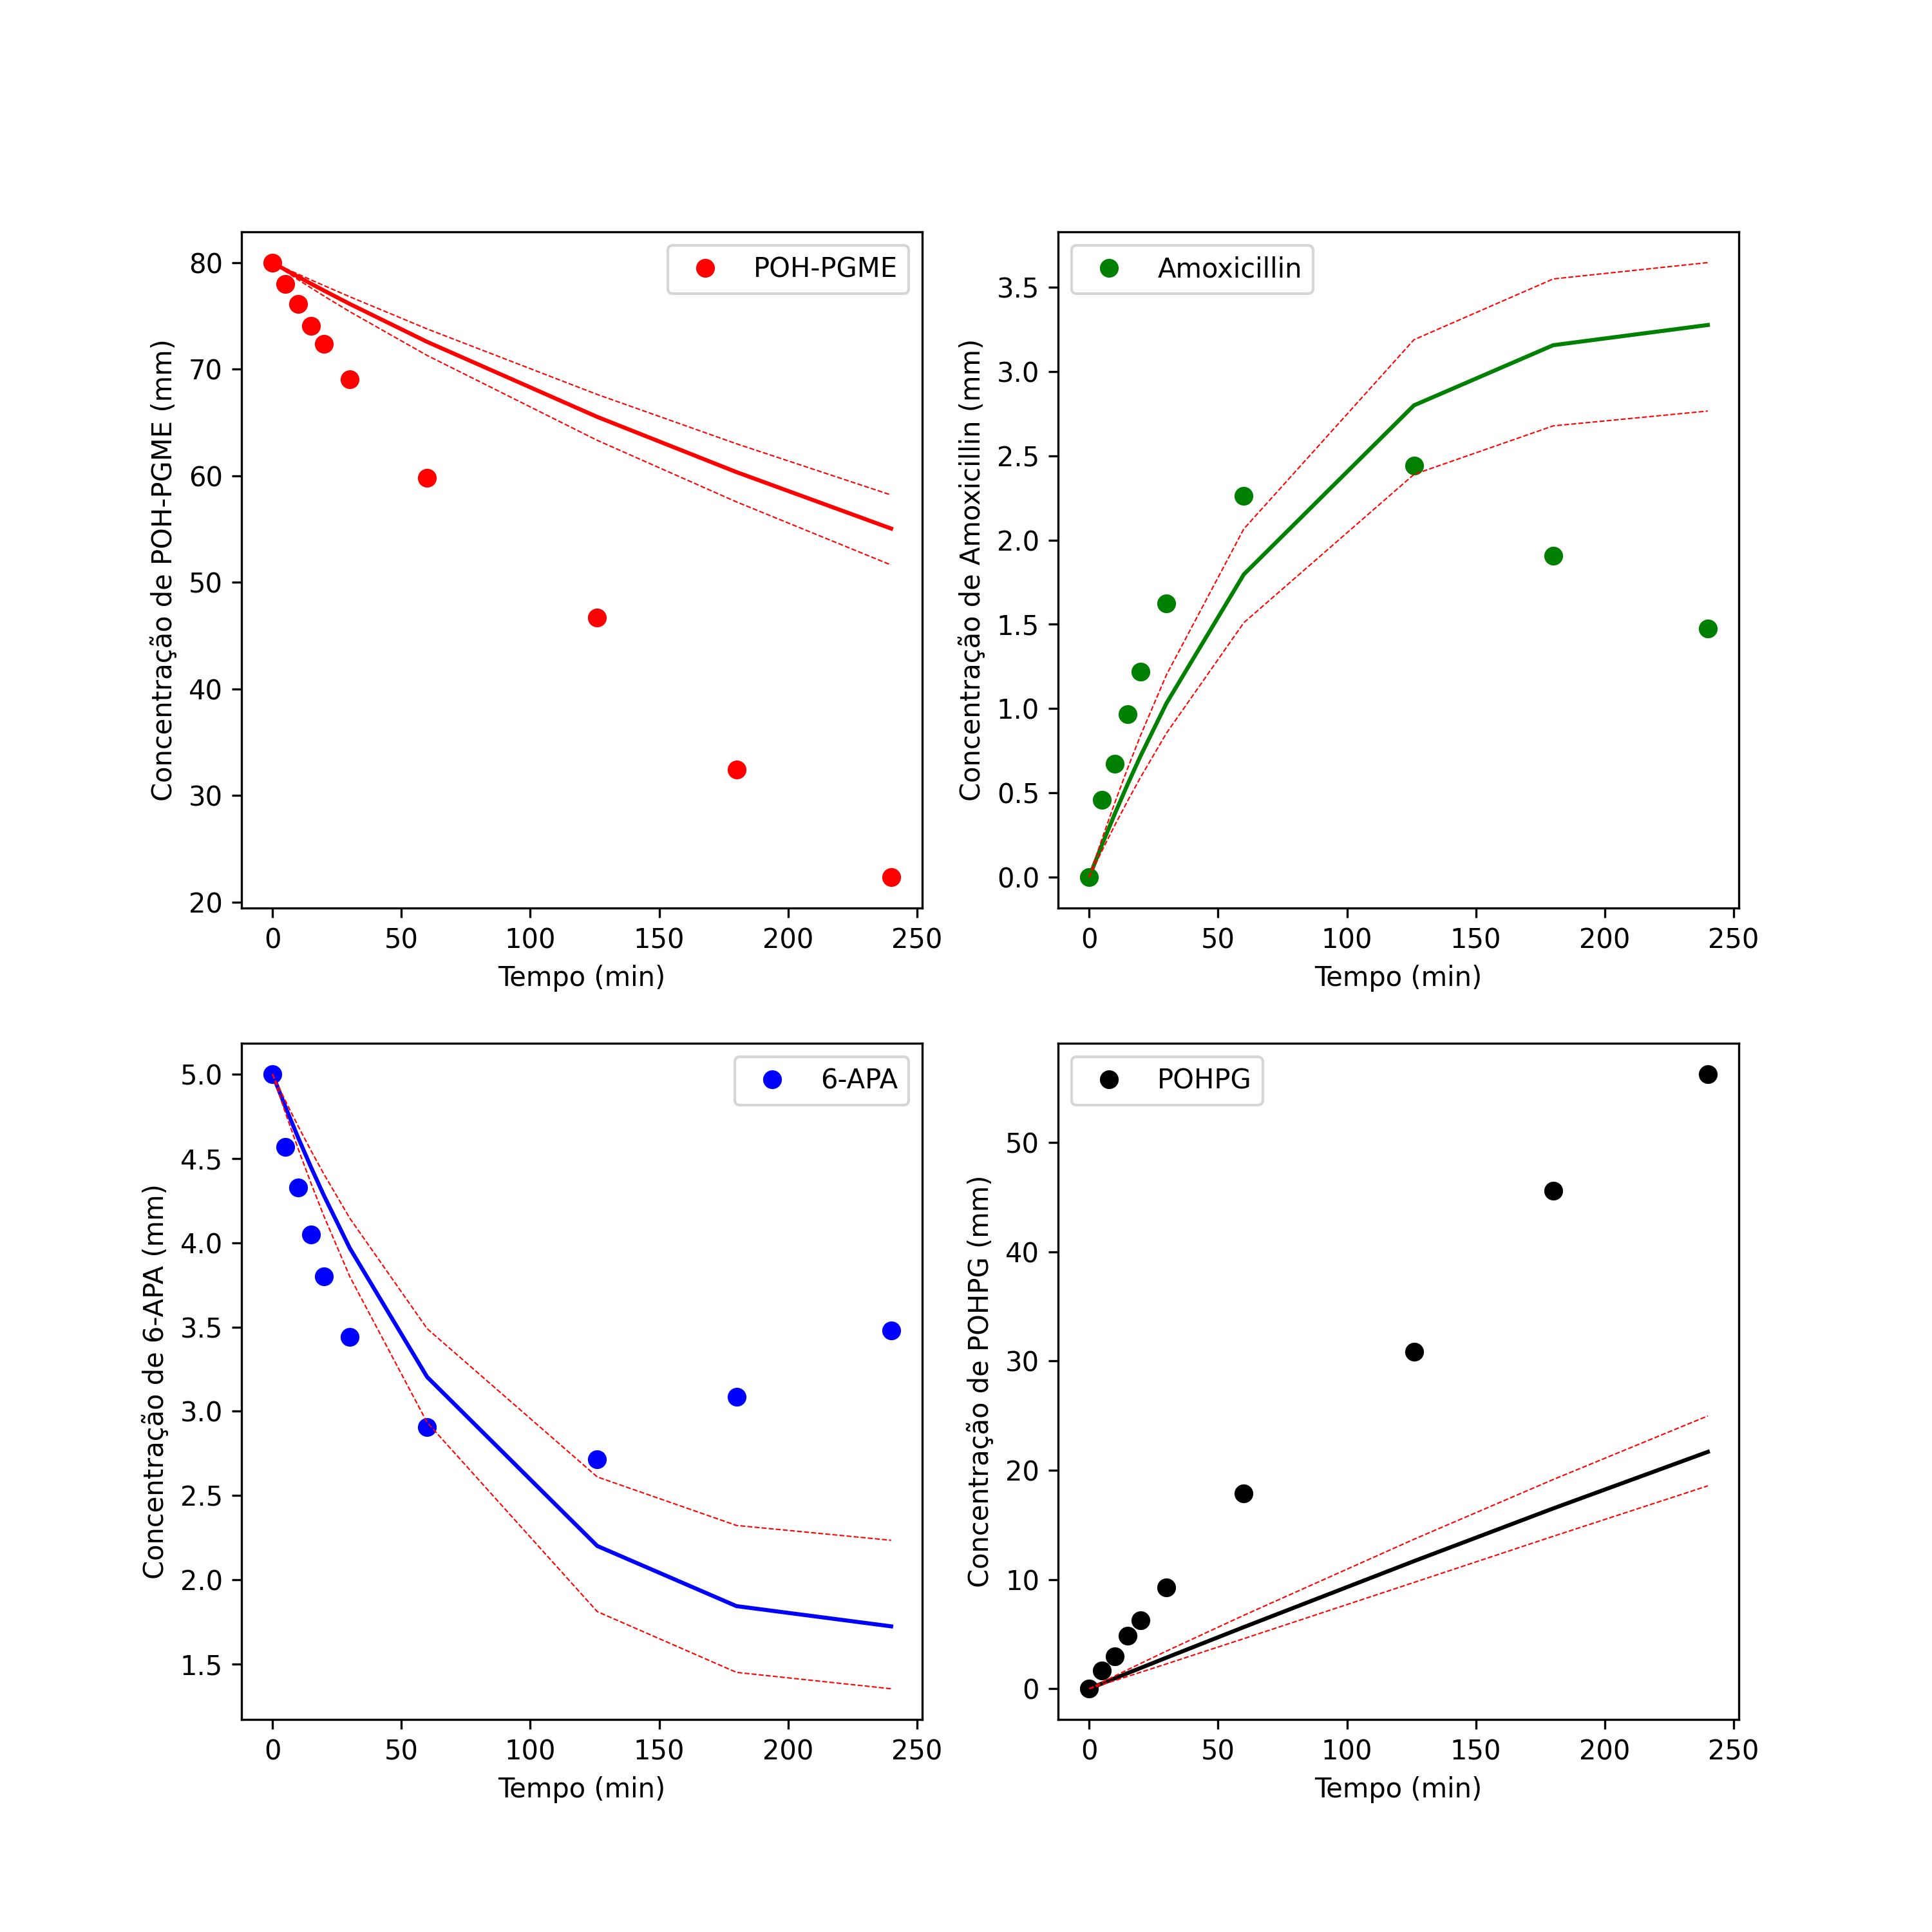 POH-PGME
Concentração de POH-PGME (mm)
80
70
60
50
40
30
20
0 50 100 150 200 250
Tempo (min)
Amoxicillin
Concentração de Amoxicillin (mm)
3.5
3.0
2.5
2.0
1.5
1.0
0.5
0.0
0 50 100 150 200 250
Tempo (min)
6-APA
Concentração de 6-APA (mm)
5.0
4.5
4.0
3.5
3.0
2.5
2.0
1.5
0 50 100 150 200 250
Tempo (min)
POHPG
Concentração de POHPG (mm)
50
40
30
20
10
0
0 50 100 150 200 250
Tempo (min)